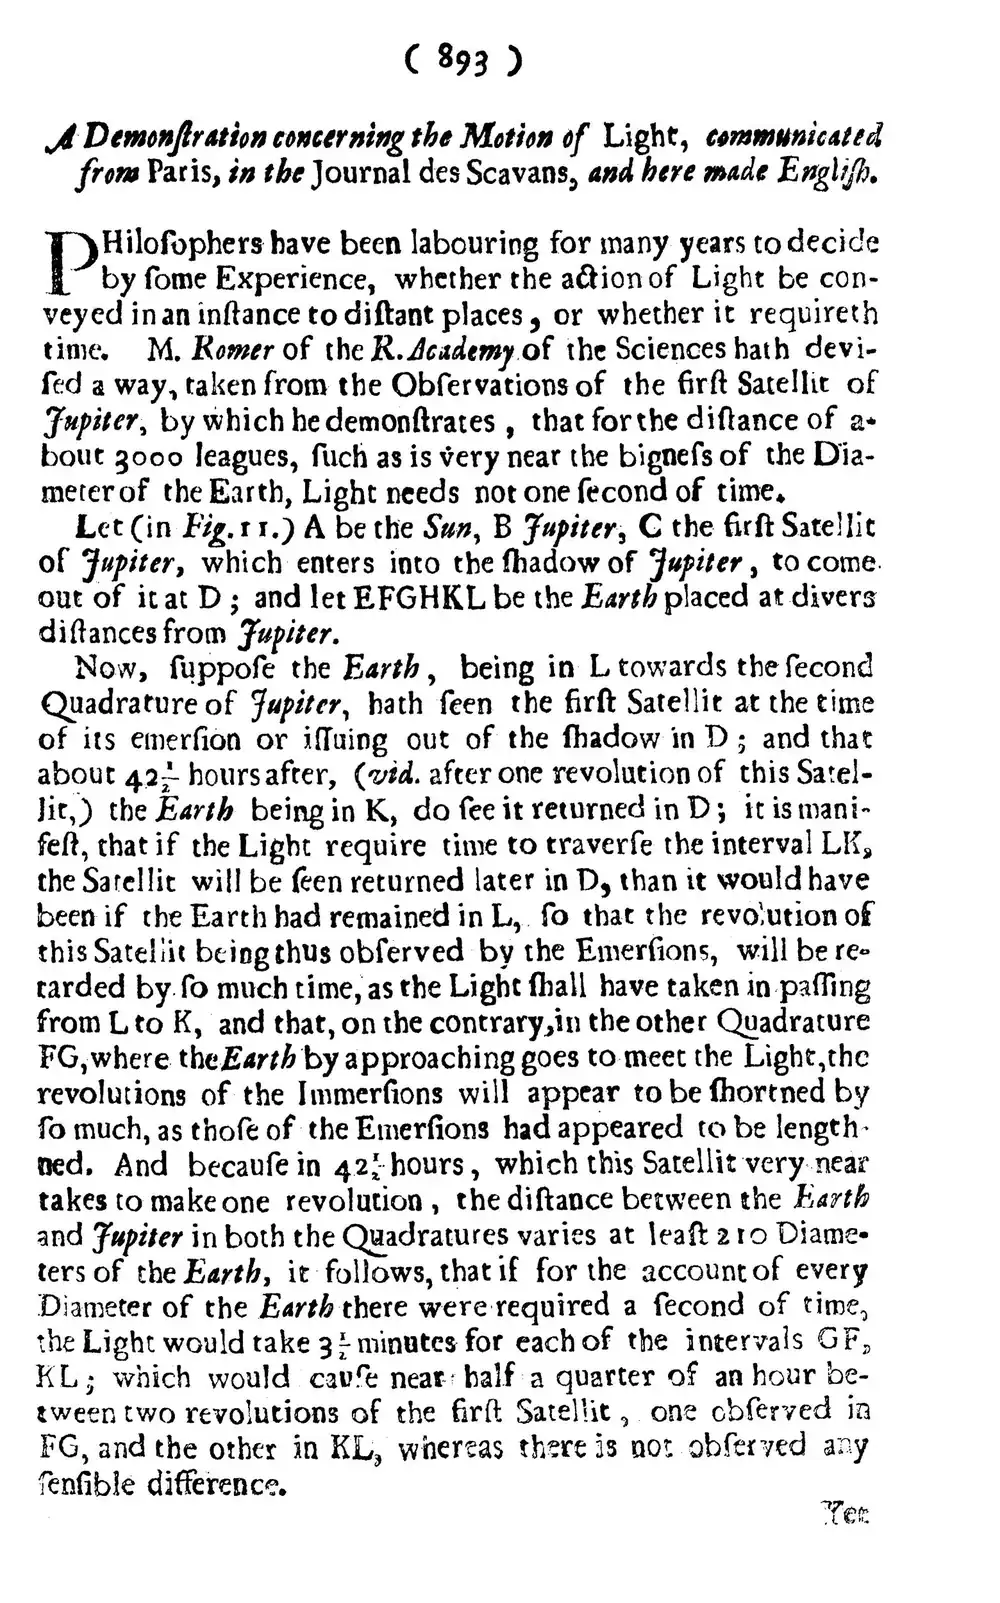 ( 893 )
A Demonſtration concerning the Motion of Light, communicated
from Paris, in the Journal des Scavans, and here made Engliſh.
PHiloſophers have been labouring for many years to decide
by ſome Experience, whether the action of Light be con-
veyed in an inſtance to diſtant places, or whether it requireth
time. M. Romer of the R. Academy of the Sciences hath devi-
ſed a way, taken from the Obſervations of the firſt Satellit of
Jupiter, by which he demonſtrates, that for the diſtance of a-
bout 3000 leagues, ſuch as is very near the bigneſs of the Dia-
meter of the Earth, Light needs not one ſecond of time.
Let (in Fig. 11.) A be the Sun, B Jupiter, C the firſt Satellit
of Jupiter, which enters into the ſhadow of Jupiter, to come
out of it at D; and let EFGHKL be the Earth placed at divers
diſtances from Jupiter.
Now, ſuppoſe the Earth, being in L towards the ſecond
Quadrature of Jupiter, hath ſeen the firſt Satellit at the time
of its emerſion or iſſuing out of the ſhadow in D; and that
about 42½ hours after, (vid. after one revolution of this Satel-
lit,) the Earth being in K, do ſee it returned in D; it is mani-
feſt, that if the Light require time to traverſe the interval LK,
the Satellit will be ſeen returned later in D, than it would have
been if the Earth had remained in L, ſo that the revolution of
this Satellit being thus obſerved by the Emerſions, will be re-
tarded by ſo much time, as the Light ſhall have taken in paſſing
from L to K, and that, on the contrary, in the other Quadrature
FG, where the Earth by approaching goes to meet the Light, the
revolutions of the Immerſions will appear to be ſhortned by
ſo much, as thoſe of the Emerſions had appeared to be length-
ned. And becauſe in 42½ hours, which this Satellit very near
takes to make one revolution, the diſtance between the Earth
and Jupiter in both the Quadratures varies at leaſt 210 Diame-
ters of the Earth, it follows, that if for the account of every
Diameter of the Earth there were required a ſecond of time,
the Light would take 3½ minutes for each of the intervals GF,
KL; which would cauſe near half a quarter of an hour be-
tween two revolutions of the firſt Satellit, one obſerved in
FG, and the other in KL, whereas there is not obſerved any
ſenſible difference.
Yet